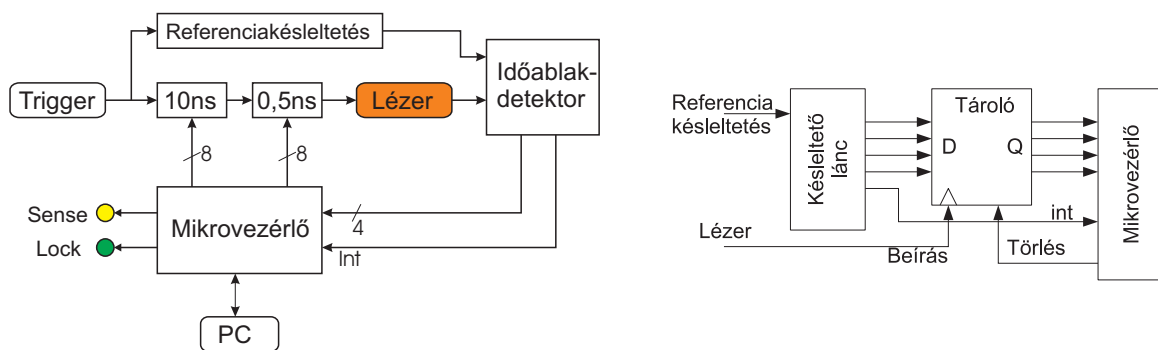 Referenciakésleltetés
Időablak-
detektor
Trigger
10ns
0,5ns
Lézer
8
8
Sense
Lock
Mikrovezérlő
4
Int
PC
Referencia
késleltetés
Késleltető
lánc
Tároló
D
Q
Mikrovezérlő
int
Lézer
Beírás
Törlés